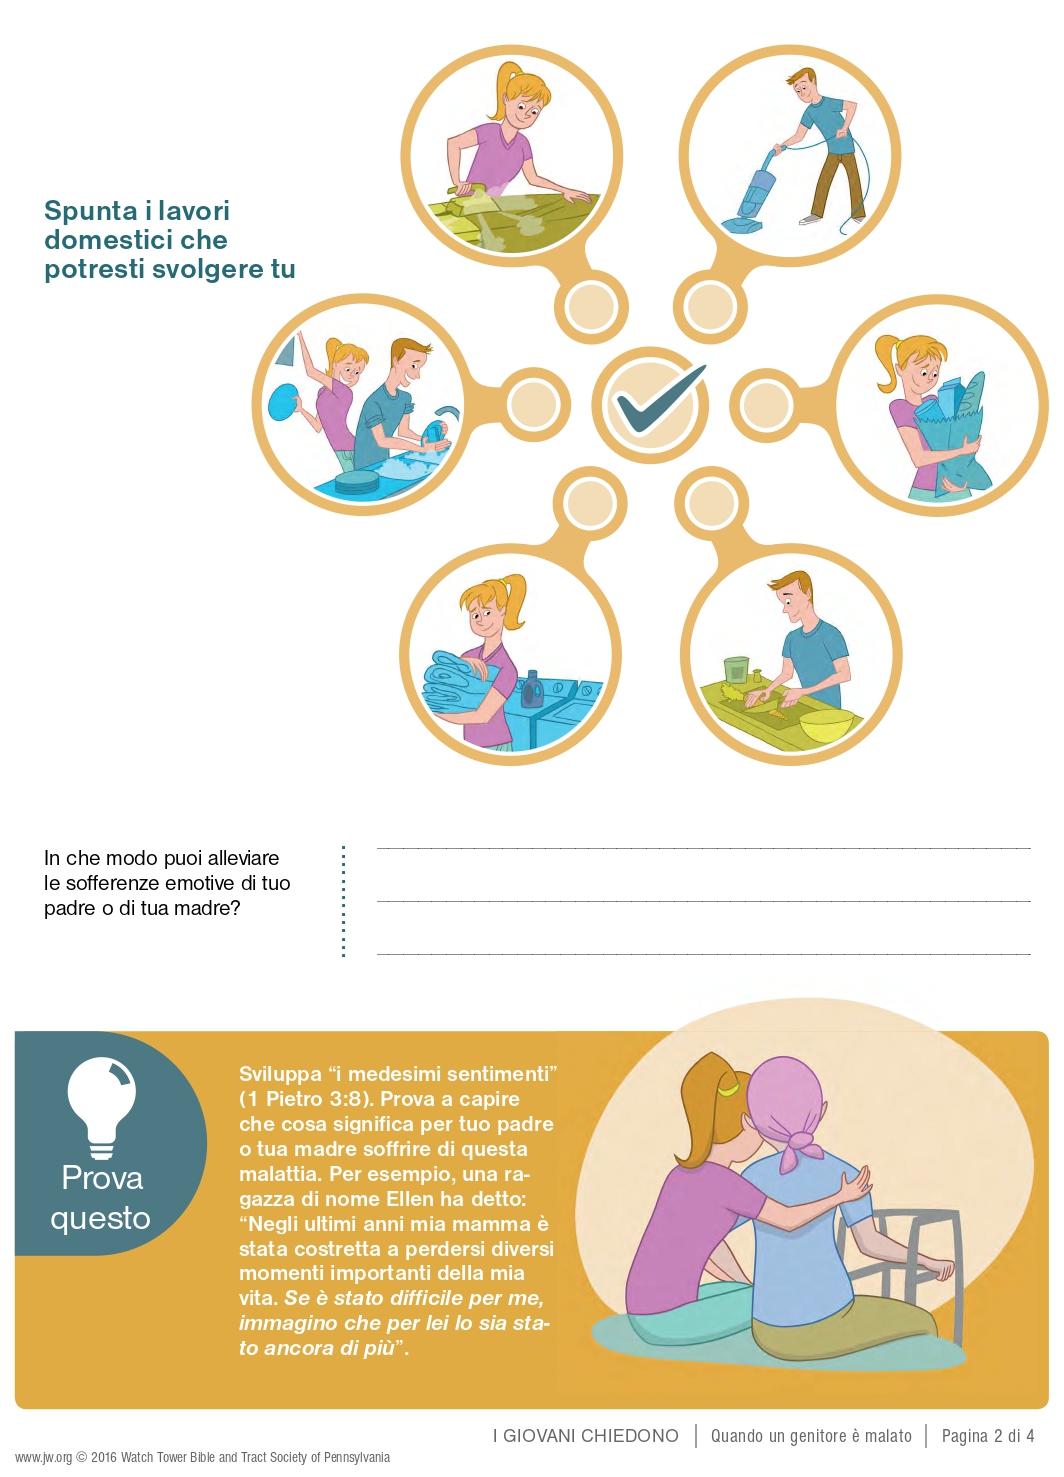 Spunta i lavori
domestici che
potresti svolgere tu
In che modo puoi alleviare
le sofferenze emotive di tuo
padre o di tua madre?
Prova
questo
Sviluppa “i medesimi sentimenti”
(1 Pietro 3:8). Prova a capire
che cosa significa per tuo padre
o tua madre soffrire di questa
malattia. Per esempio, una ra-
gazza di nome Ellen ha detto:
“Negli ultimi anni mia mamma è
stata costretta a perdersi diversi
momenti importanti della mia
vita. Se è stato difficile per me,
immagino che per lei lo sia sta-
to ancora di più”.
I GIOVANI CHIEDONO | Quando un genitore è malato | Pagina 2 di 4
www.jw.org © 2016 Watch Tower Bible and Tract Society of Pennsylvania